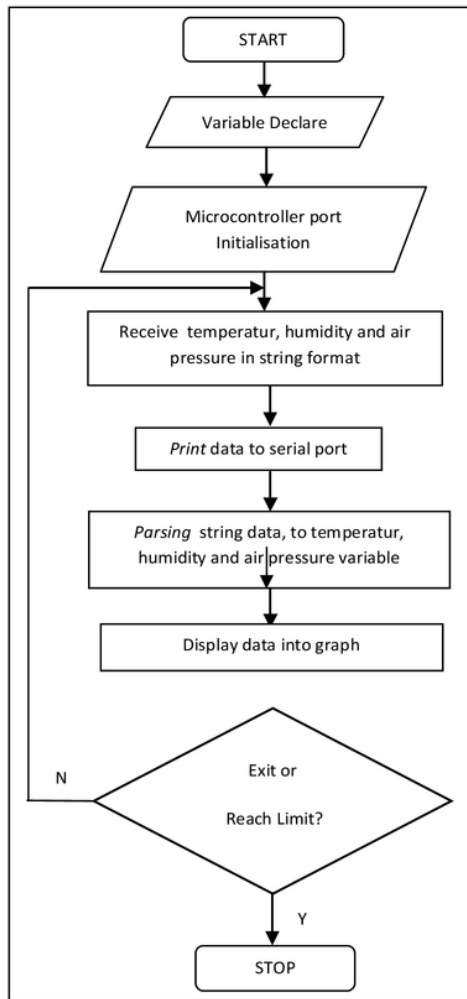 START
Variable Declare
Microcontroller port
Initialisation
Receive temperatur, humidity and air
pressure in string format
Print data to serial port
Parsing string data, to temperatur,
humidity and air pressure variable
Display data into graph
Exit or
N
Reach Limit?
Y
STOP